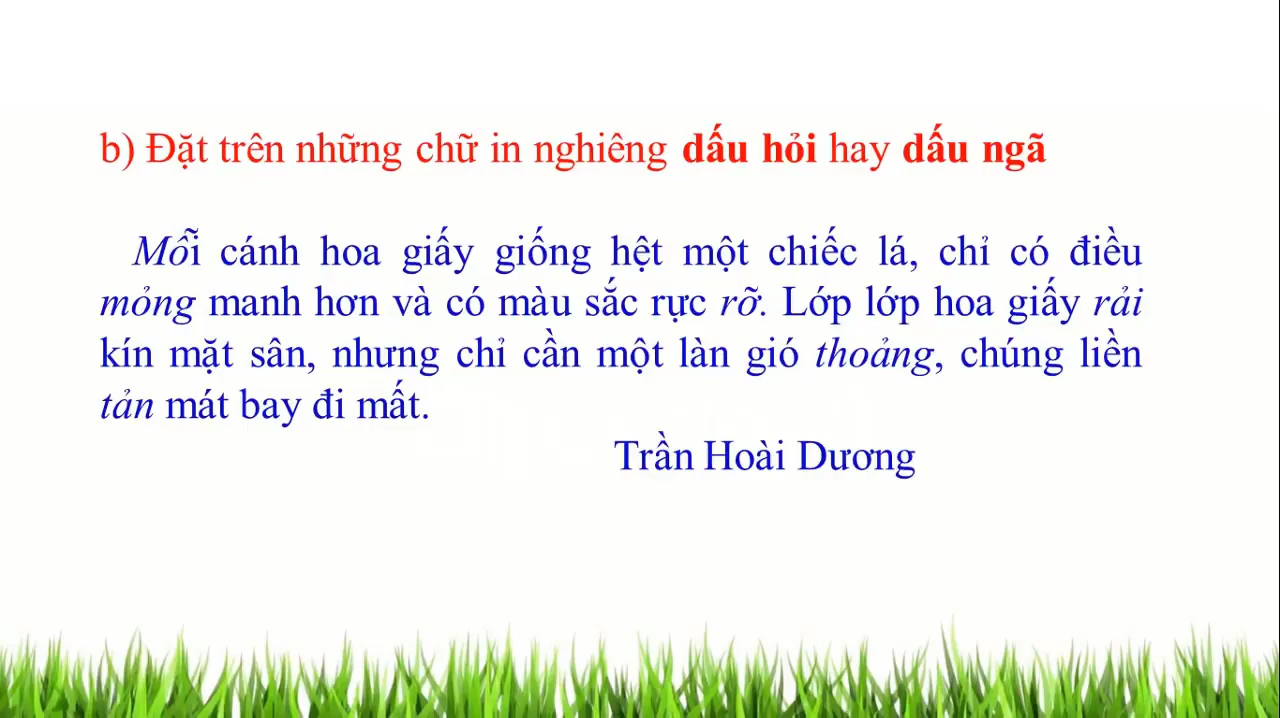 b) Đặt trên những chữ in nghiêng dấu hỏi hay dấu ngã
Mỗi cánh hoa giấy giống hệt một chiếc lá, chỉ có điều
mỏng manh hơn và có màu sắc rực rỡ. Lớp lớp hoa giấy rải
kín mặt sân, nhưng chỉ cần một làn gió thoảng, chúng liền
tản mát bay đi mất.
Trần Hoài Dương